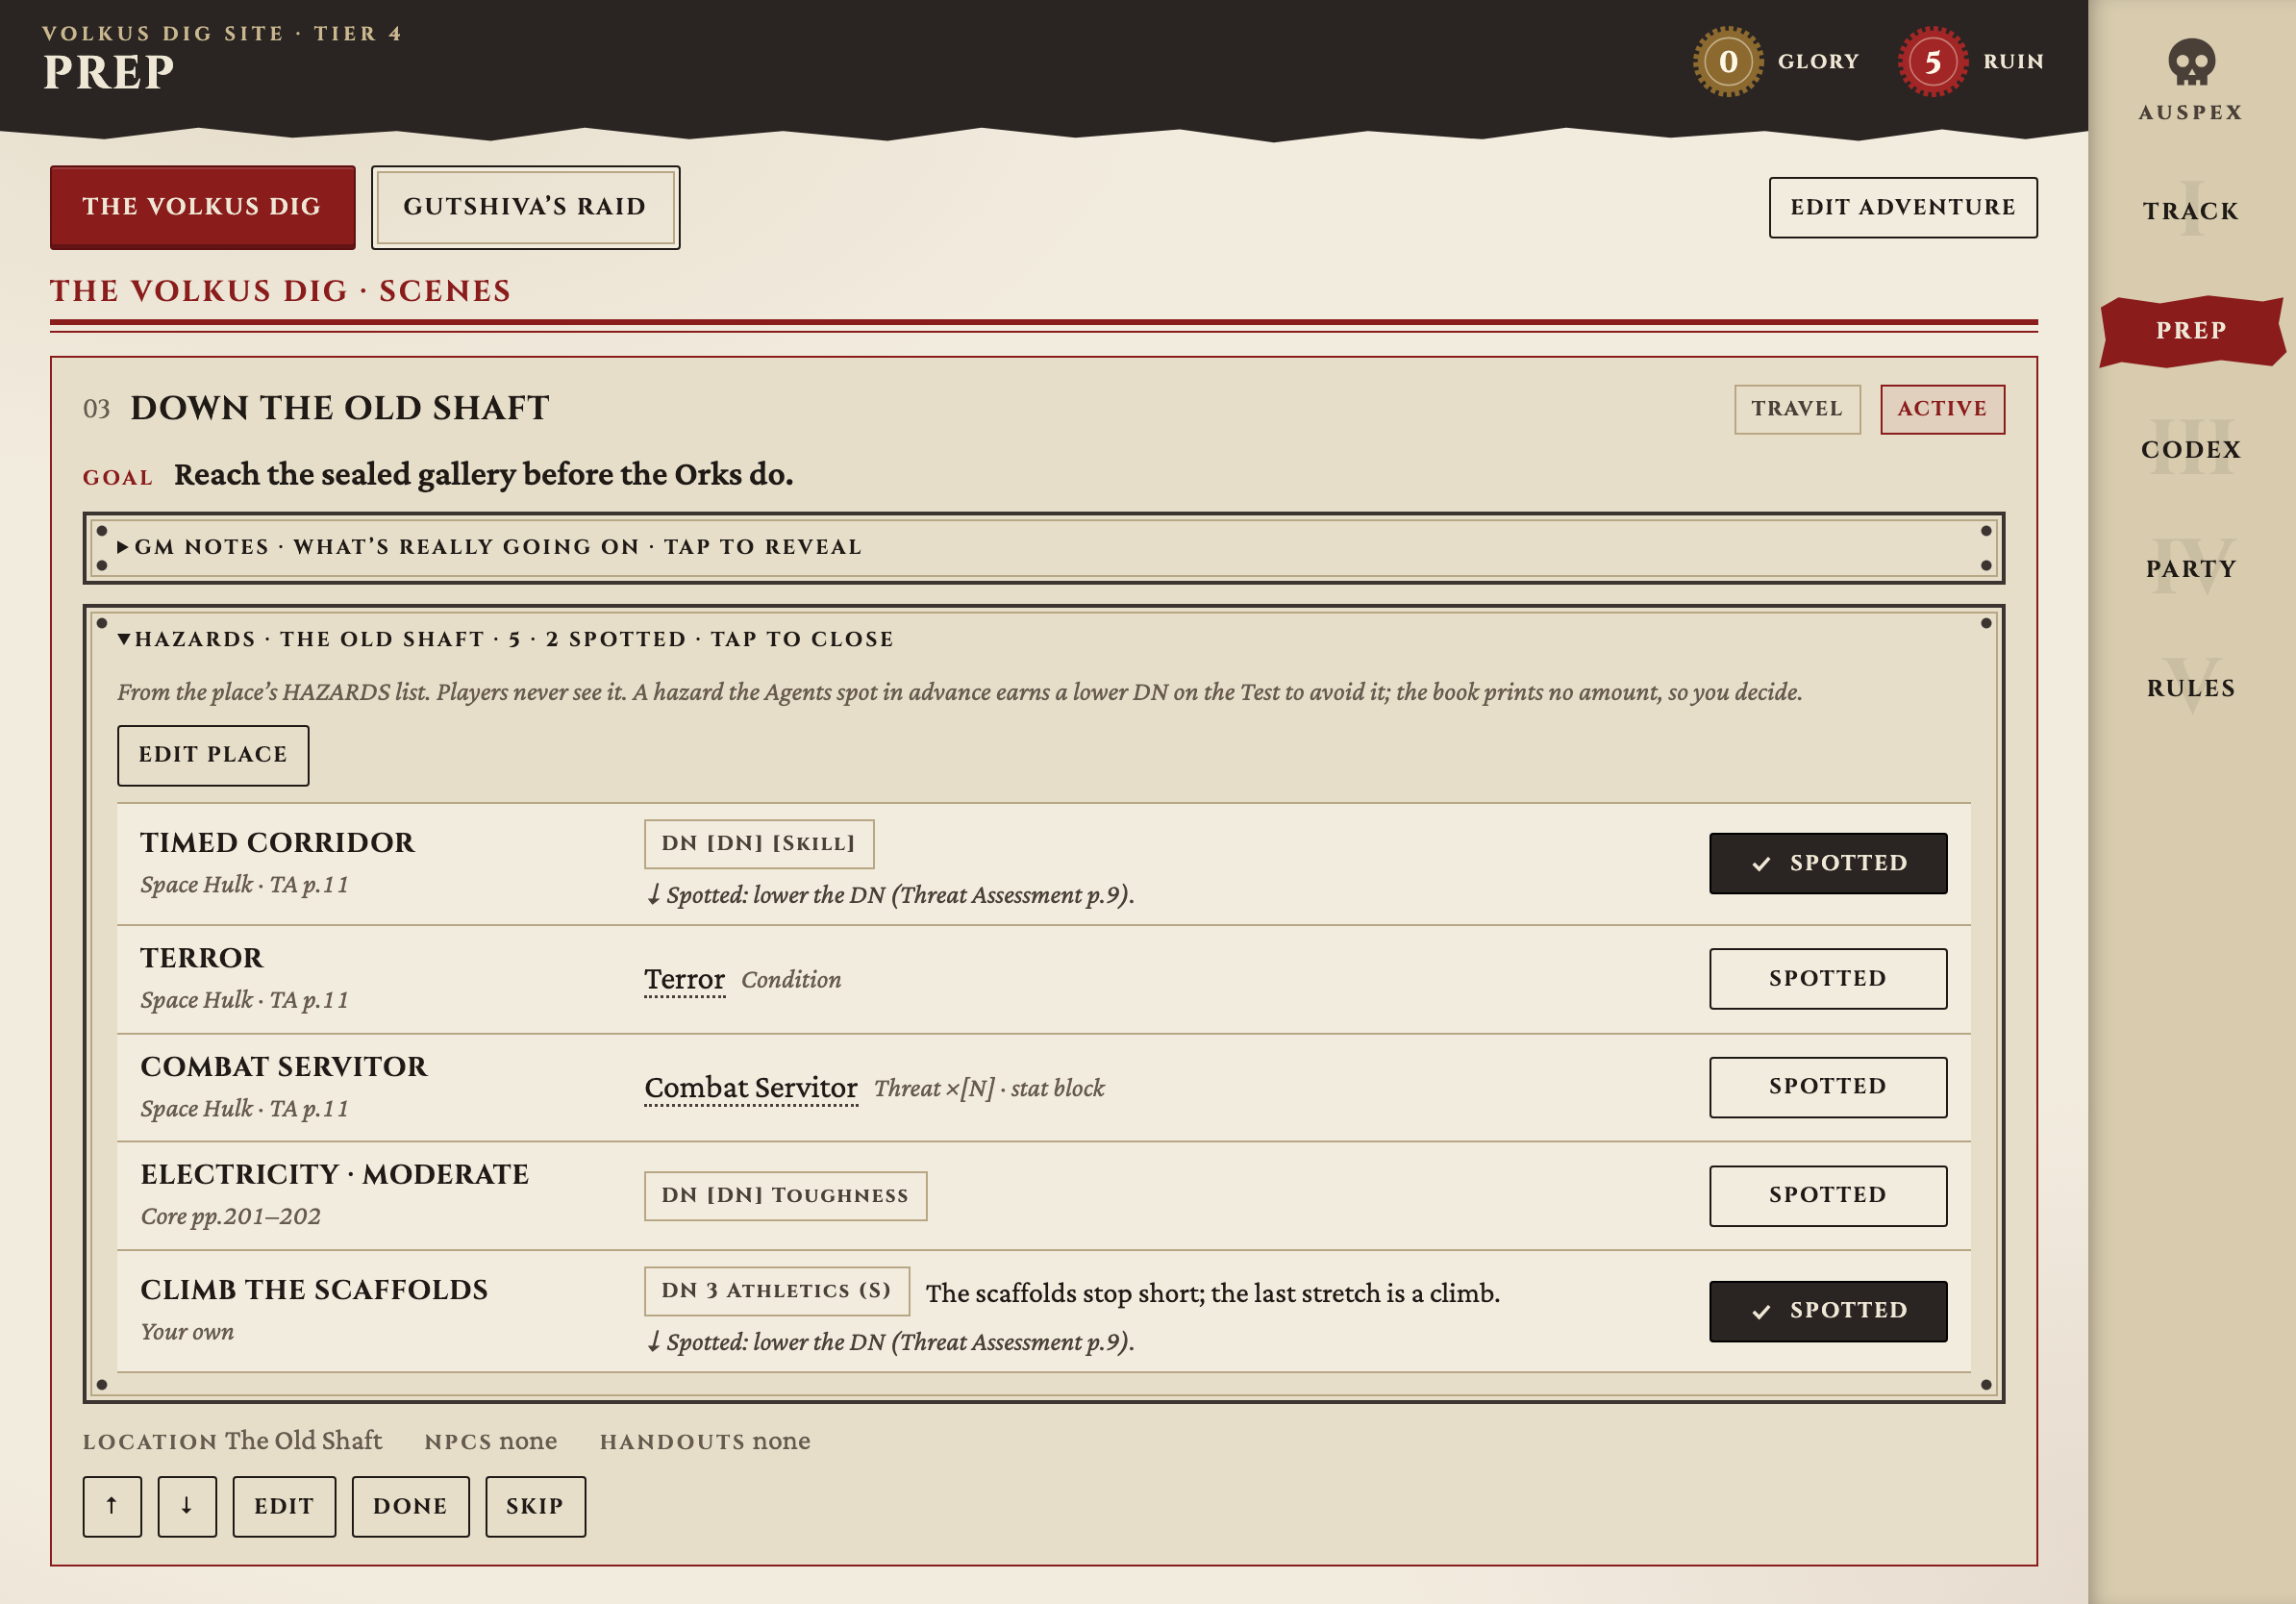 VOLKUS DIG SITE · TIER 4
PREP
0 GLORY
5 RUIN
THE VOLKUS DIG
GUTSHIVA’S RAID
EDIT ADVENTURE
THE VOLKUS DIG · SCENES
03 DOWN THE OLD SHAFT
TRAVEL
ACTIVE
GOAL Reach the sealed gallery before the Orks do.
▶ GM NOTES · WHAT’S REALLY GOING ON · TAP TO REVEAL
▼ HAZARDS · THE OLD SHAFT · 5 · 2 SPOTTED · TAP TO CLOSE
From the place’s HAZARDS list. Players never see it. A hazard the Agents spot in advance earns a lower DN on the Test to avoid it; the book prints no amount, so you decide.
EDIT PLACE
TIMED CORRIDOR
Space Hulk · TA p.11
DN [DN] [Skill]
↓ Spotted: lower the DN (Threat Assessment p.9).
✓ SPOTTED
TERROR
Space Hulk · TA p.11
Terror Condition
SPOTTED
COMBAT SERVITOR
Space Hulk · TA p.11
Combat Servitor Threat ×[N] · stat block
SPOTTED
ELECTRICITY · MODERATE
Core pp.201–202
DN [DN] Toughness
SPOTTED
CLIMB THE SCAFFOLDS
Your own
DN 3 Athletics (S) The scaffolds stop short; the last stretch is a climb.
↓ Spotted: lower the DN (Threat Assessment p.9).
✓ SPOTTED
LOCATION The Old Shaft NPCS none HANDOUTS none
↑ ↓ EDIT DONE SKIP
AUSPEX
I
TRACK
PREP
III
CODEX
IV
PARTY
V
RULES